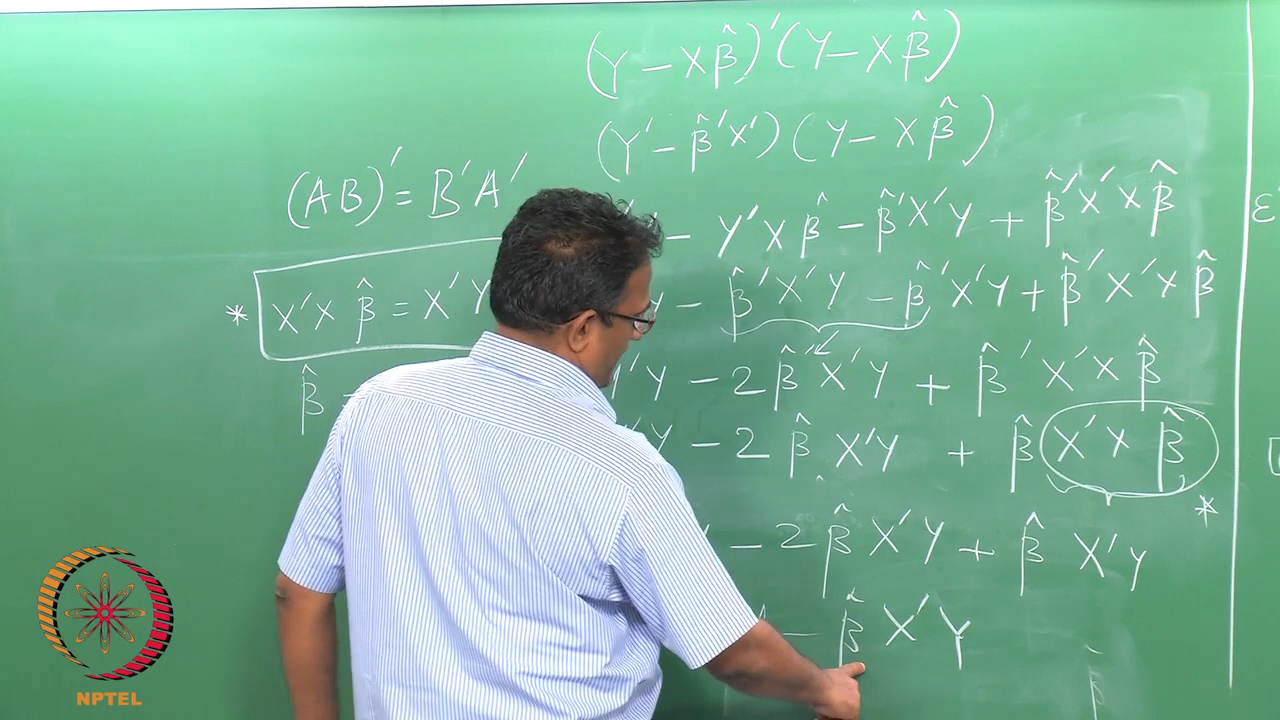 (Y - Xβ̂)'(Y - Xβ̂)
(Y' - β̂'X')(Y - Xβ̂)
(AB)' = B'A'
- Y'Xβ̂ - β̂'X'Y + β̂'X'Xβ̂
* X'Xβ̂ = X'Y
- β̂'X'Y - β̂'X'Y + β̂'X'Xβ̂
β̂
'Y - 2β̂'X'Y + β̂'X'Xβ̂
'Y - 2β̂ X'Y + β̂ X'Xβ̂
*
- 2β̂ X'Y + β̂ X'Y
- β̂ X'Y
ε
NPTEL